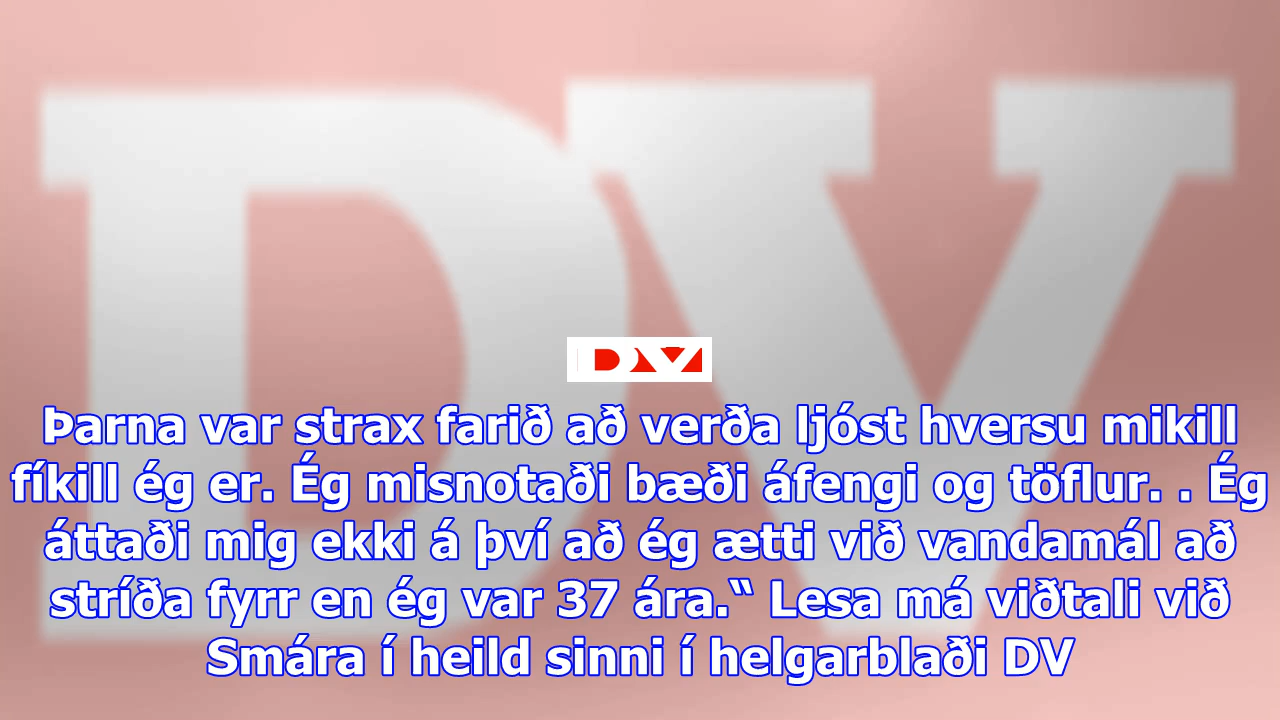 DV
DV
Þarna var strax farið að verða ljóst hversu mikill
fíkill ég er. Ég misnotaði bæði áfengi og töflur. . Ég
áttaði mig ekki á því að ég ætti við vandamál að
stríða fyrr en ég var 37 ára.“ Lesa má viðtali við
Smára í heild sinni í helgarblaði DV